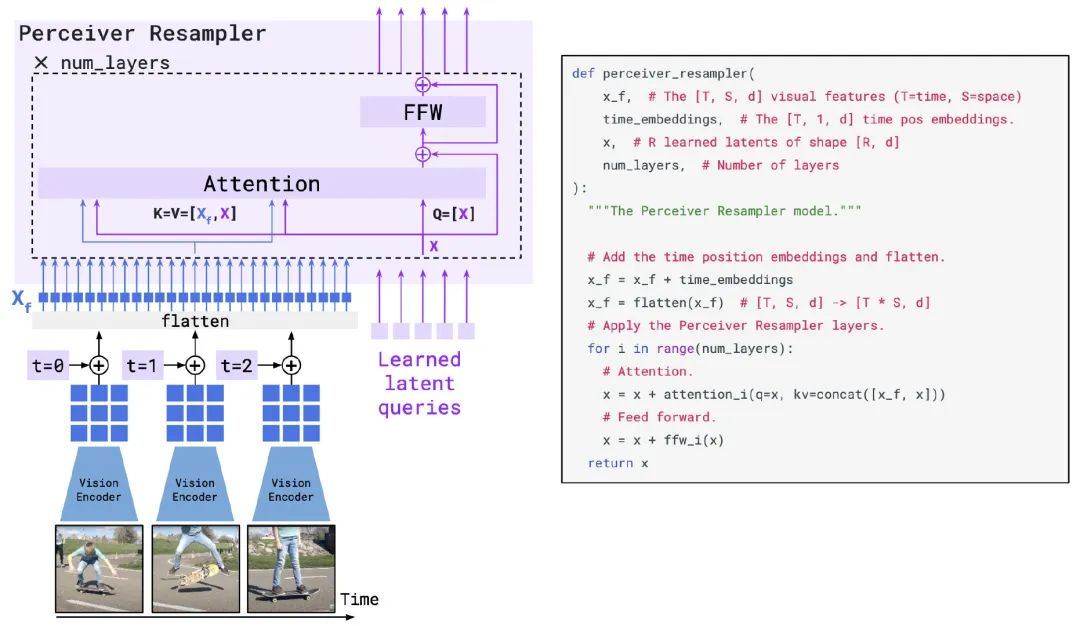 Perceiver Resampler
× num_layers
FFW
Attention
K=V=[Xf,X]
Q=[X]
X
Xf
flatten
t=0
t=1
t=2
Learned
latent
queries
Vision
Encoder
Vision
Encoder
Vision
Encoder
Time
def perceiver_resampler(
    x_f,  # The [T, S, d] visual features (T=time, S=space)
    time_embeddings,  # The [T, 1, d] time pos embeddings.
    x,  # R learned latents of shape [R, d]
    num_layers,  # Number of layers
):
  """The Perceiver Resampler model."""
  # Add the time position embeddings and flatten.
  x_f = x_f + time_embeddings
  x_f = flatten(x_f)  # [T, S, d] -> [T * S, d]
  # Apply the Perceiver Resampler layers.
  for i in range(num_layers):
    # Attention.
    x = x + attention_i(q=x, kv=concat([x_f, x]))
    # Feed forward.
    x = x + ffw_i(x)
  return x